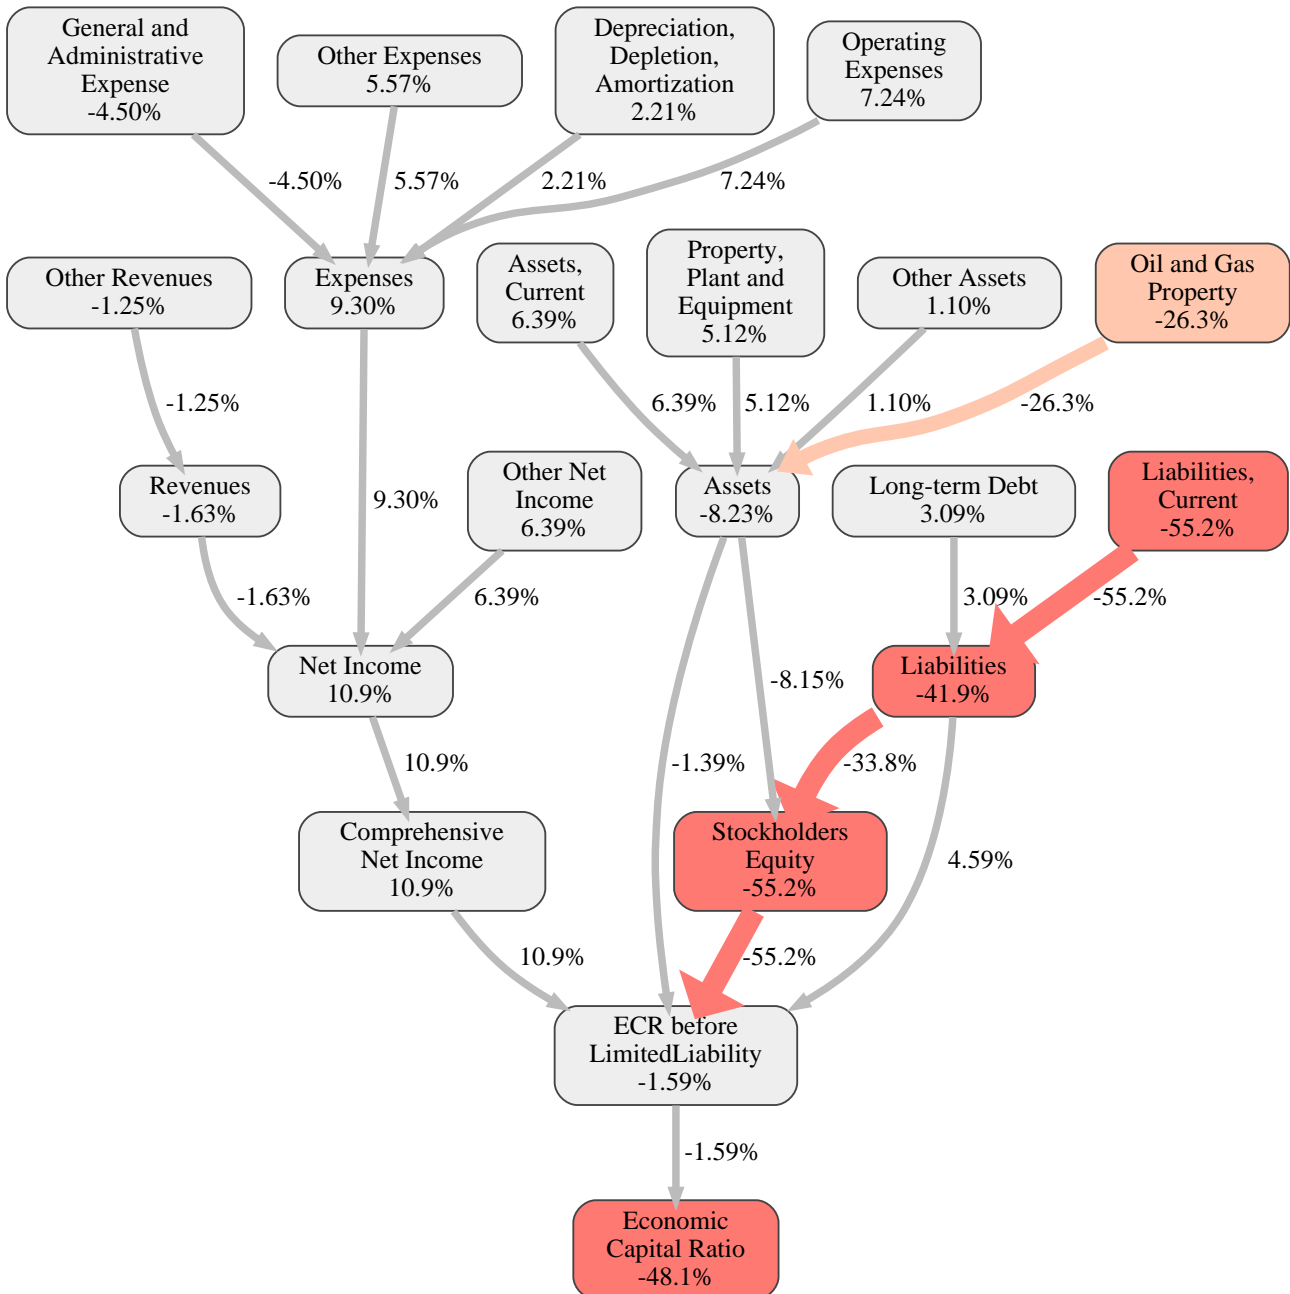 General and
Administrative
Expense
-4.50%
Other Expenses
5.57%
Depreciation,
Depletion,
Amortization
2.21%
Operating
Expenses
7.24%
-4.50%
5.57%
2.21%
7.24%
Other Revenues
-1.25%
Expenses
9.30%
Assets,
Current
6.39%
Property,
Plant and
Equipment
5.12%
Other Assets
1.10%
Oil and Gas
Property
-26.3%
-1.25%
6.39%
5.12%
1.10%
-26.3%
Revenues
-1.63%
9.30%
Other Net
Income
6.39%
Assets
-8.23%
Long-term Debt
3.09%
Liabilities,
Current
-55.2%
-1.63%
6.39%
3.09%
-55.2%
Net Income
10.9%
-8.15%
Liabilities
-41.9%
10.9%
-1.39%
-33.8%
Comprehensive
Net Income
10.9%
Stockholders
Equity
-55.2%
4.59%
10.9%
-55.2%
ECR before
LimitedLiability
-1.59%
-1.59%
Economic
Capital Ratio
-48.1%